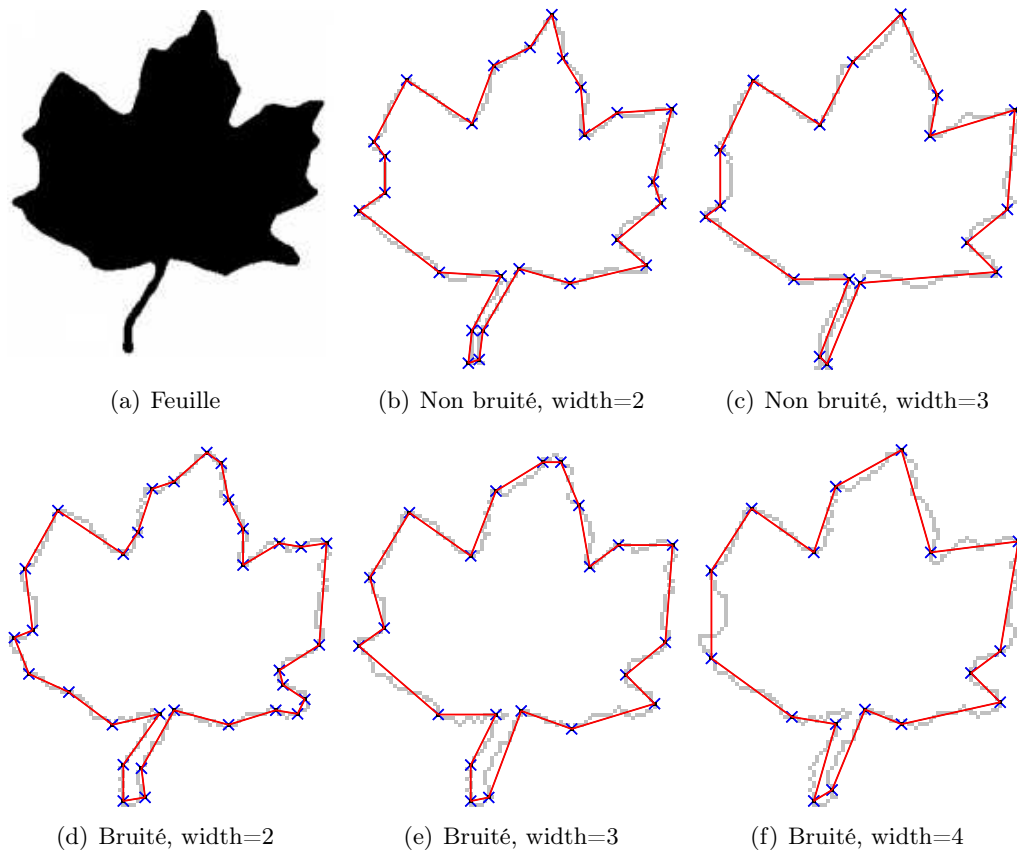 (a) Feuille
(b) Non bruité, width=2
(c) Non bruité, width=3
(d) Bruité, width=2
(e) Bruité, width=3
(f) Bruité, width=4